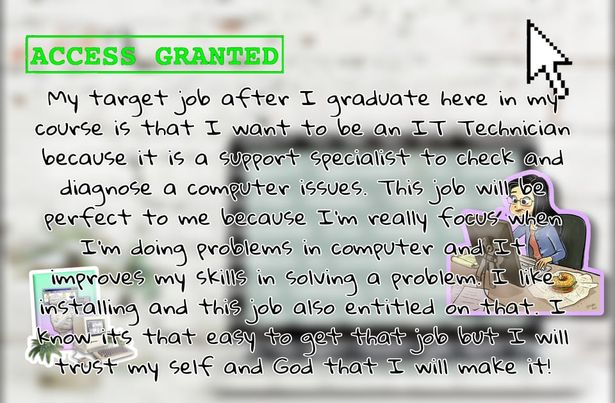 ACCESS GRANTED
My target job after I graduate here in my
course is that I want to be an IT Technician
because it is a support specialist to check and
diagnose a computer issues. This job will be
perfect to me because I'm really focus when
I'm doing problems in computer and It
improves my skills in solving a problem. I like
installing and this job also entitled on that. I
know its that easy to get that job but I will
trust my self and God that I will make it!